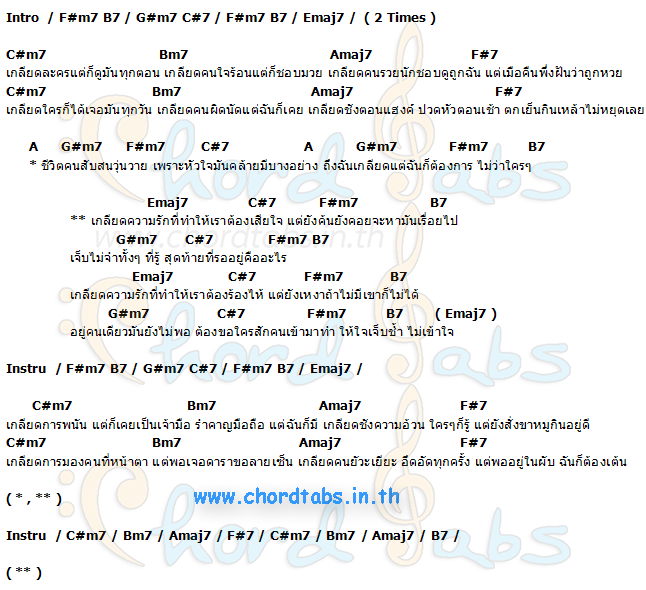 Intro / F#m7 B7 / G#m7 C#7 / F#m7 B7 / Emaj7 / ( 2 Times )
C#m7 Bm7 Amaj7 F#7
เกลียดละครแต่ก็ดูมันทุกตอน เกลียดคนใจร้อนแต่ก็ชอบมวย เกลียดคนรวยนักชอบดูถูกฉัน แต่เมื่อคืนพึ่งฝันว่าถูกหวย
C#m7 Bm7 Amaj7 F#7
เกลียดใครก็ได้เจอมันทุกวัน เกลียดคนผิดนัดแต่ฉันก็เคย เกลียดชังตอนแฮงค์ ปวดหัวตอนเช้า ตกเย็นกินเหล้าไม่หยุดเลย
A G#m7 F#m7 C#7 A G#m7 F#m7 B7
* ชีวิตคนสับสนวุ่นวาย เพราะหัวใจมันคล้ายมีบางอย่าง ถึงฉันเกลียดแต่ฉันก็ต้องการ ไม่ว่าใครๆ
Emaj7 C#7 F#m7 B7
** เกลียดความรักที่ทำให้เราต้องเสียใจ แต่ยังค้นยังคอยจะหามันเรื่อยไป
www.chordtabs.in.th
G#m7 C#7 F#m7 B7
เจ็บไม่จำทั้งๆ ที่รู้ สุดท้ายที่รออยู่คืออะไร
Emaj7 C#7 F#m7 B7
เกลียดความรักที่ทำให้เราต้องร้องไห้ แต่ยังเหงาถ้าไม่มีเขาก็ไม่ได้
G#m7 C#7 F#m7 B7 ( Emaj7 )
อยู่คนเดียวมันยังไม่พอ ต้องขอใครสักคนเข้ามาทำ ให้ใจเจ็บช้ำ ไม่เข้าใจ
Instru / F#m7 B7 / G#m7 C#7 / F#m7 B7 / Emaj7 /
C#m7 Bm7 Amaj7 F#7
เกลียดการพนัน แต่ก็เคยเป็นเจ้ามือ รำคาญมือถือ แต่ฉันก็มี เกลียดชังความอ้วน ใครๆก็รู้ แต่ยังสั่งขาหมูกินอยู่ดี
C#m7 Bm7 Amaj7 F#7
เกลียดการมองคนที่หน้าตา แต่พอเจอดาราขอลายเซ็น เกลียดคนยั้วะเยี้ยะ อึดอัดทุกครั้ง แต่พออยู่ในผับ ฉันก็ต้องเต้น
( * , ** )
www.chordtabs.in.th
Instru / C#m7 / Bm7 / Amaj7 / F#7 / C#m7 / Bm7 / Amaj7 / B7 /
( ** )